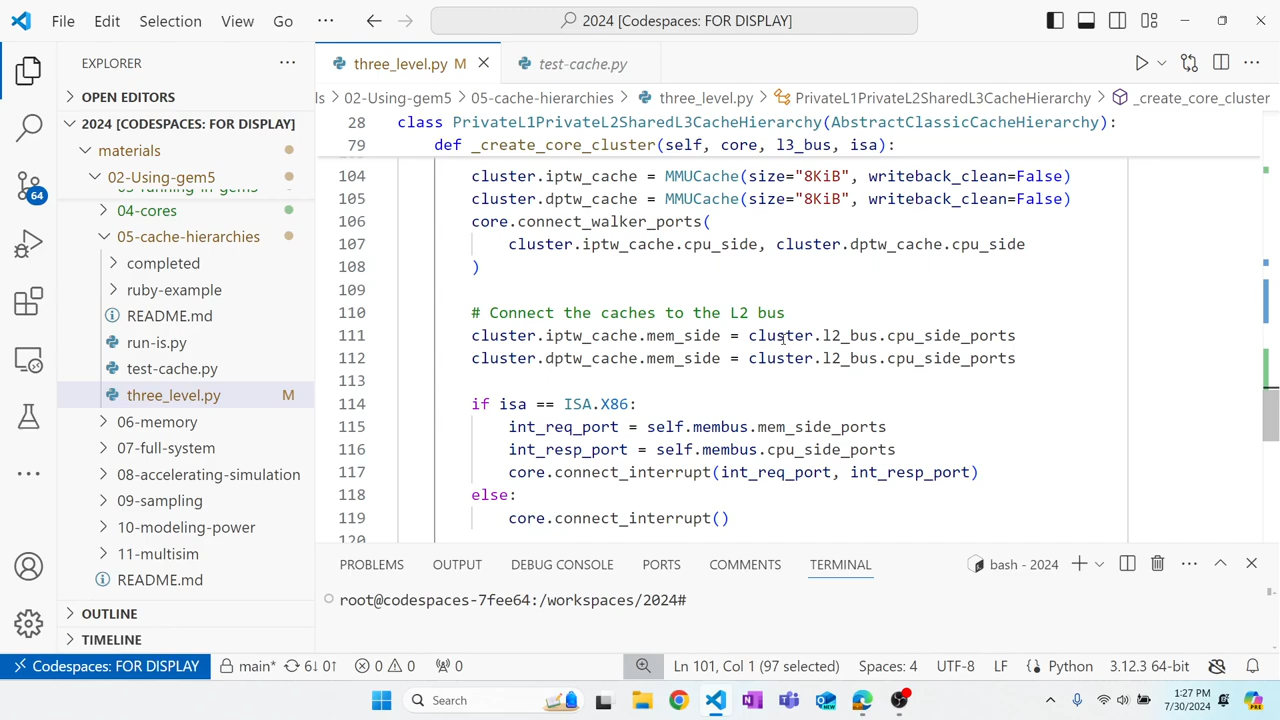 File Edit Selection View Go ··· 2024 [Codespaces: FOR DISPLAY]
EXPLORER ···
three_level.py M
test-cache.py
OPEN EDITORS
ls > 02-Using-gem5 > 05-cache-hierarchies > three_level.py > PrivateL1PrivateL2SharedL3CacheHierarchy > _create_core_cluster
2024 [CODESPACES: FOR DISPLAY]
materials
02-Using-gem5
04-cores
05-cache-hierarchies
completed
ruby-example
README.md
run-is.py
test-cache.py
three_level.py M
06-memory
07-full-system
08-accelerating-simulation
09-sampling
10-modeling-power
11-multisim
README.md
OUTLINE
TIMELINE
64
28 class PrivateL1PrivateL2SharedL3CacheHierarchy(AbstractClassicCacheHierarchy):
79 def _create_core_cluster(self, core, l3_bus, isa):
104 cluster.iptw_cache = MMUCache(size="8KiB", writeback_clean=False)
105 cluster.dptw_cache = MMUCache(size="8KiB", writeback_clean=False)
106 core.connect_walker_ports(
107 cluster.iptw_cache.cpu_side, cluster.dptw_cache.cpu_side
108 )
109
110 # Connect the caches to the L2 bus
111 cluster.iptw_cache.mem_side = cluster.l2_bus.cpu_side_ports
112 cluster.dptw_cache.mem_side = cluster.l2_bus.cpu_side_ports
113
114 if isa == ISA.X86:
115 int_req_port = self.membus.mem_side_ports
116 int_resp_port = self.membus.cpu_side_ports
117 core.connect_interrupt(int_req_port, int_resp_port)
118 else:
119 core.connect_interrupt()
120
PROBLEMS OUTPUT DEBUG CONSOLE PORTS COMMENTS TERMINAL bash - 2024
root@codespaces-7fee64:/workspaces/2024#
Codespaces: FOR DISPLAY main* 6↓ 0↑ 0 0 0 Ln 101, Col 1 (97 selected) Spaces: 4 UTF-8 LF Python 3.12.3 64-bit
Search
1:27 PM
7/30/2024